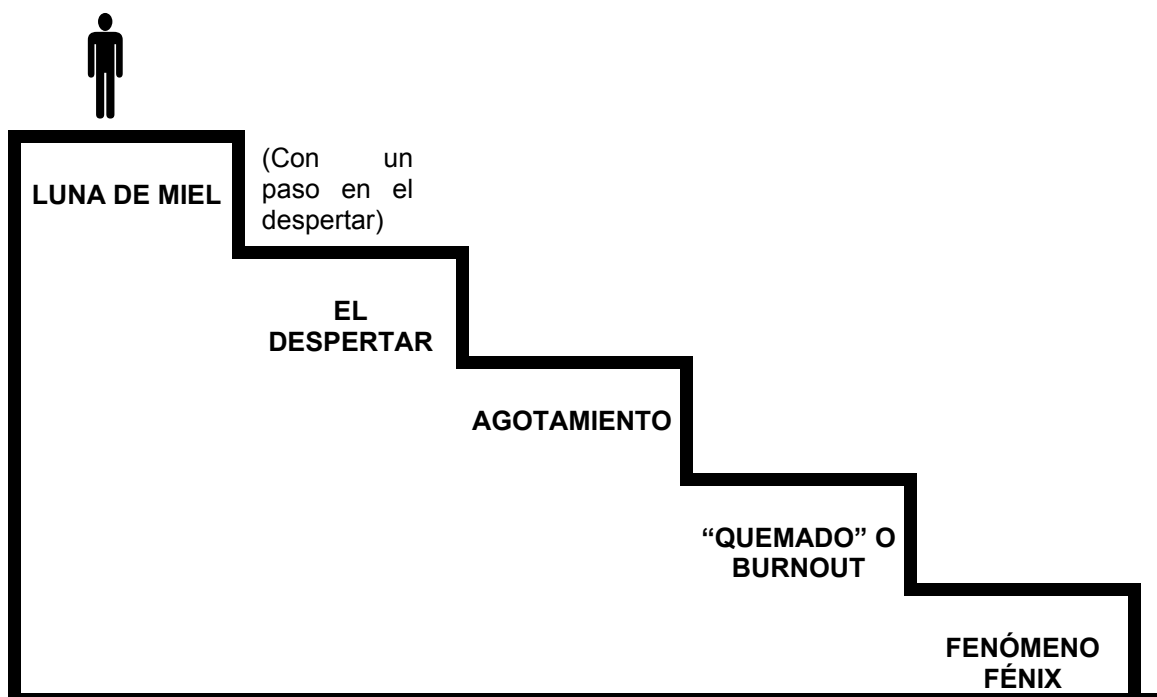 LUNA DE MIEL
(Con un
paso en el
despertar)
EL
DESPERTAR
AGOTAMIENTO
“QUEMADO” O
BURNOUT
FENÓMENO
FÉNIX